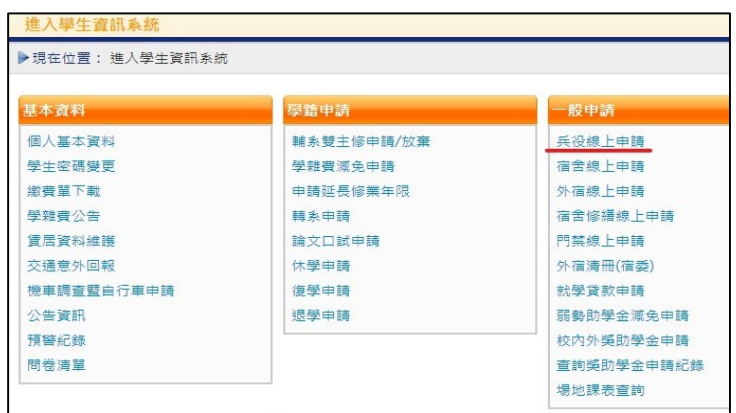 進入學生資訊系統
▶現在位置： 進入學生資訊系統
基本資料
個人基本資料
學生密碼變更
繳費單下載
學雜費公告
賃居資料維護
交通意外回報
機車調查暨自行車申請
公告資訊
預警紀錄
問卷清單
學籍申請
輔系雙主修申請/放棄
學雜費減免申請
申請延長修業年限
轉系申請
論文口試申請
休學申請
復學申請
退學申請
一般申請
兵役線上申請
宿舍線上申請
外宿線上申請
宿舍修繕線上申請
門禁線上申請
外宿清冊(宿委)
就學貸款申請
弱勢助學金減免申請
校內外獎助學金申請
查詢獎助學金申請紀錄
場地課表查詢